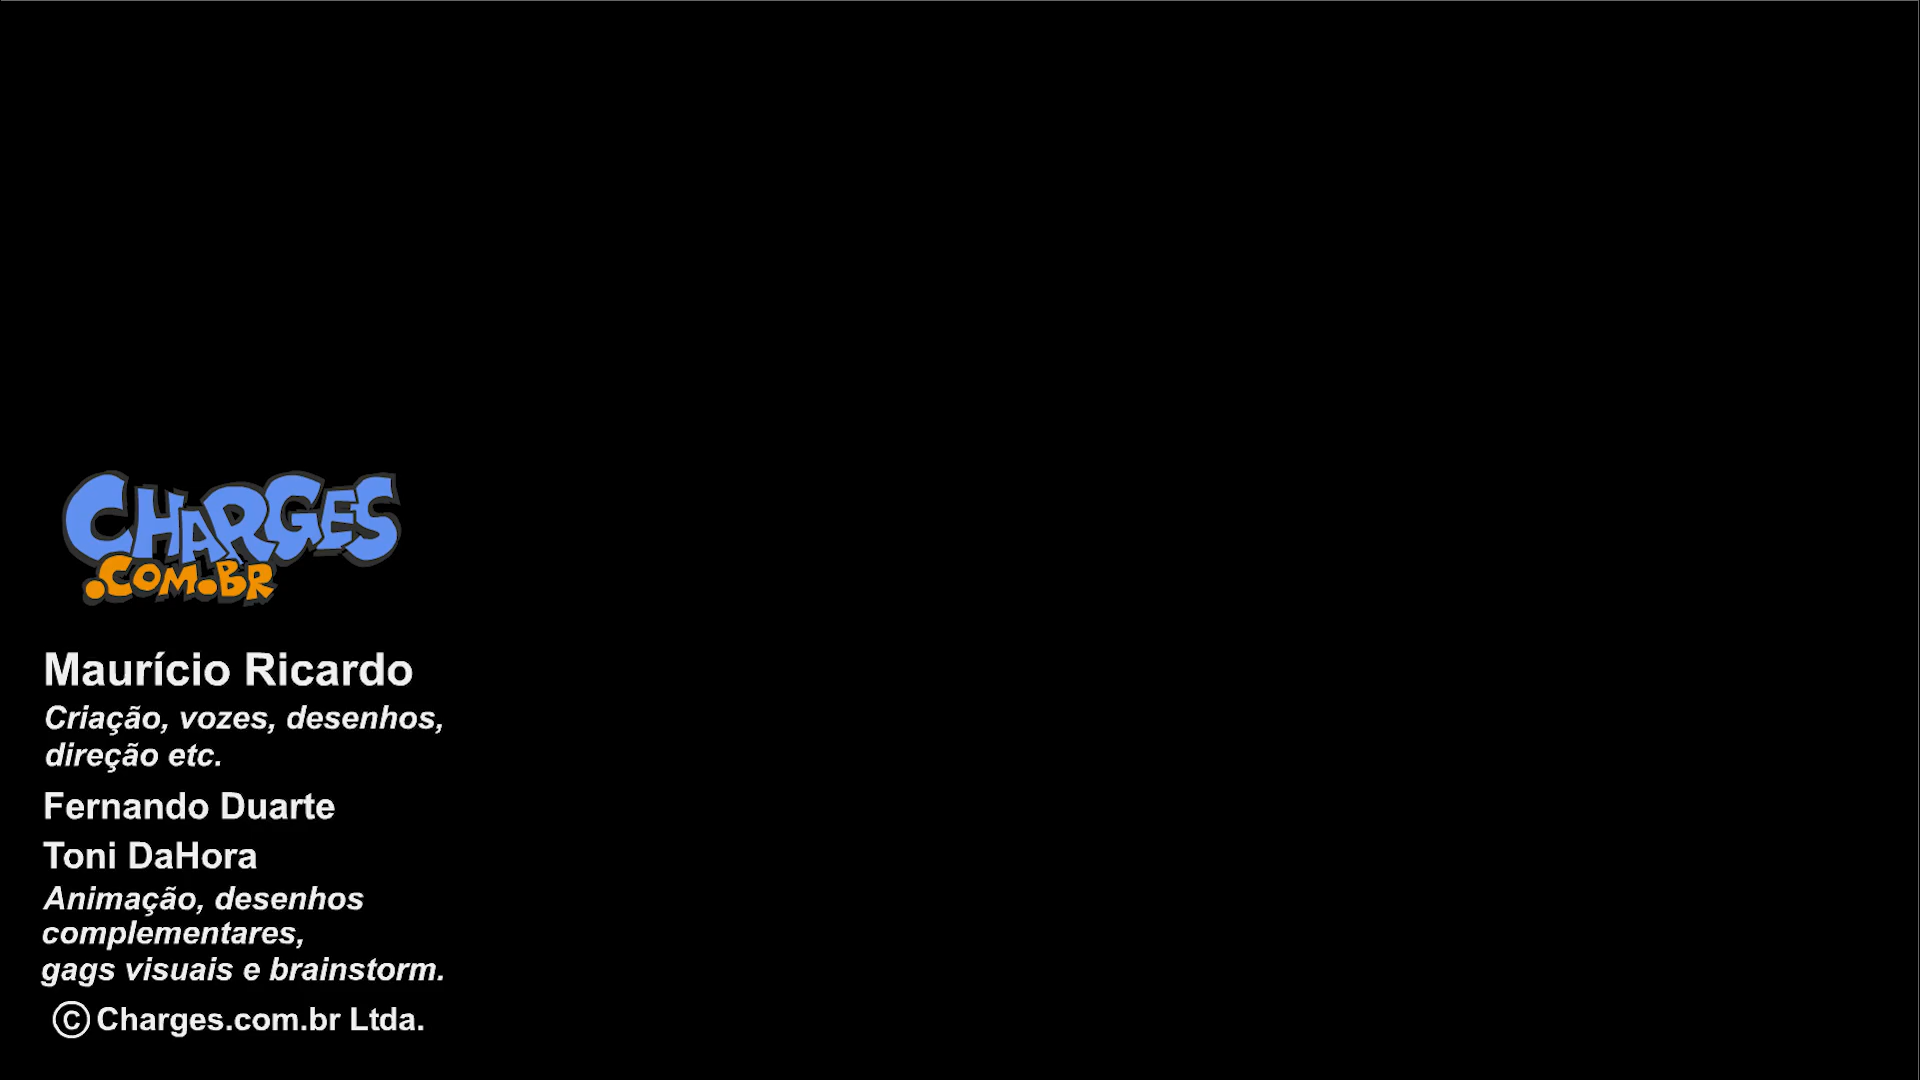 CHARGES
.COM.BR
Maurício Ricardo
Criação, vozes, desenhos,
direção etc.
Fernando Duarte
Toni DaHora
Animação, desenhos
complementares,
gags visuais e brainstorm.
© Charges.com.br Ltda.